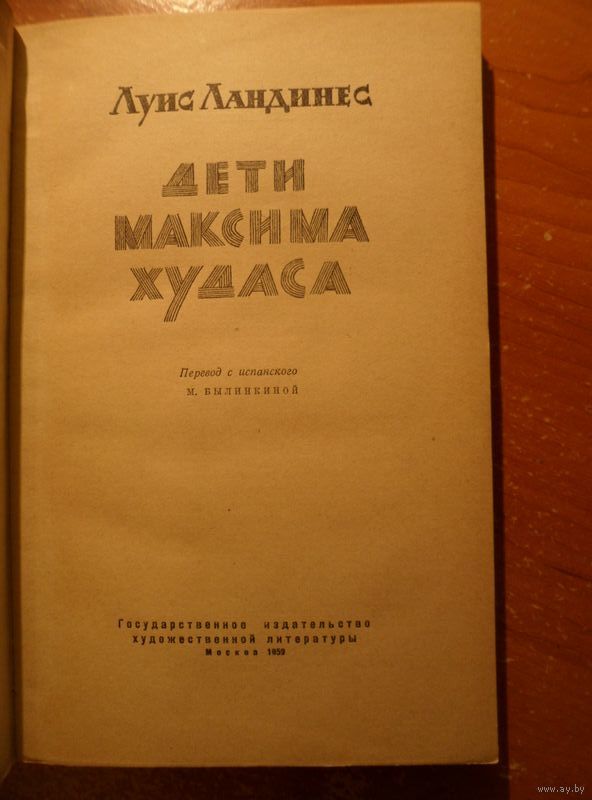 Луис Ландинес
ДЕТИ
МАКСИМА
ХУДАСА
Перевод с испанского
М. БЫЛИНКИНОЙ
Государственное издательство
художественной литературы
Москва 1959
www.ay.by